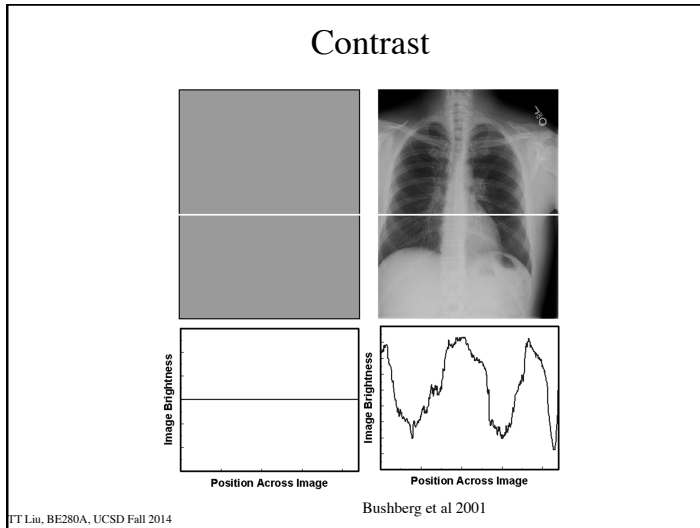 Contrast
Image Brightness
Position Across Image
Image Brightness
Position Across Image
Bushberg et al 2001
TT Liu, BE280A, UCSD Fall 2014